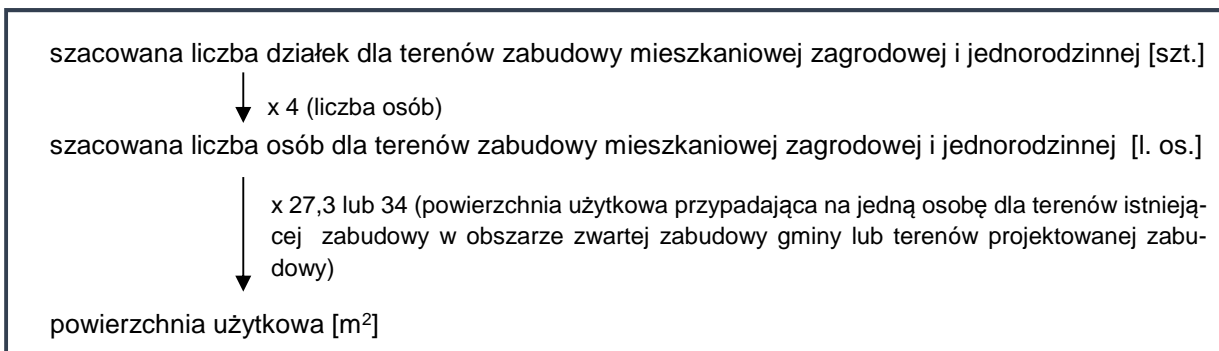 szacowana liczba działek dla terenów zabudowy mieszkaniowej zagrodowej i jednorodzinnej [szt.]
x 4 (liczba osób)
szacowana liczba osób dla terenów zabudowy mieszkaniowej zagrodowej i jednorodzinnej [l. os.]
x 27,3 lub 34 (powierzchnia użytkowa przypadająca na jedną osobę dla terenów istnieją-
cej zabudowy w obszarze zwartej zabudowy gminy lub terenów projektowanej zabu-
dowy)
powierzchnia użytkowa [m²]